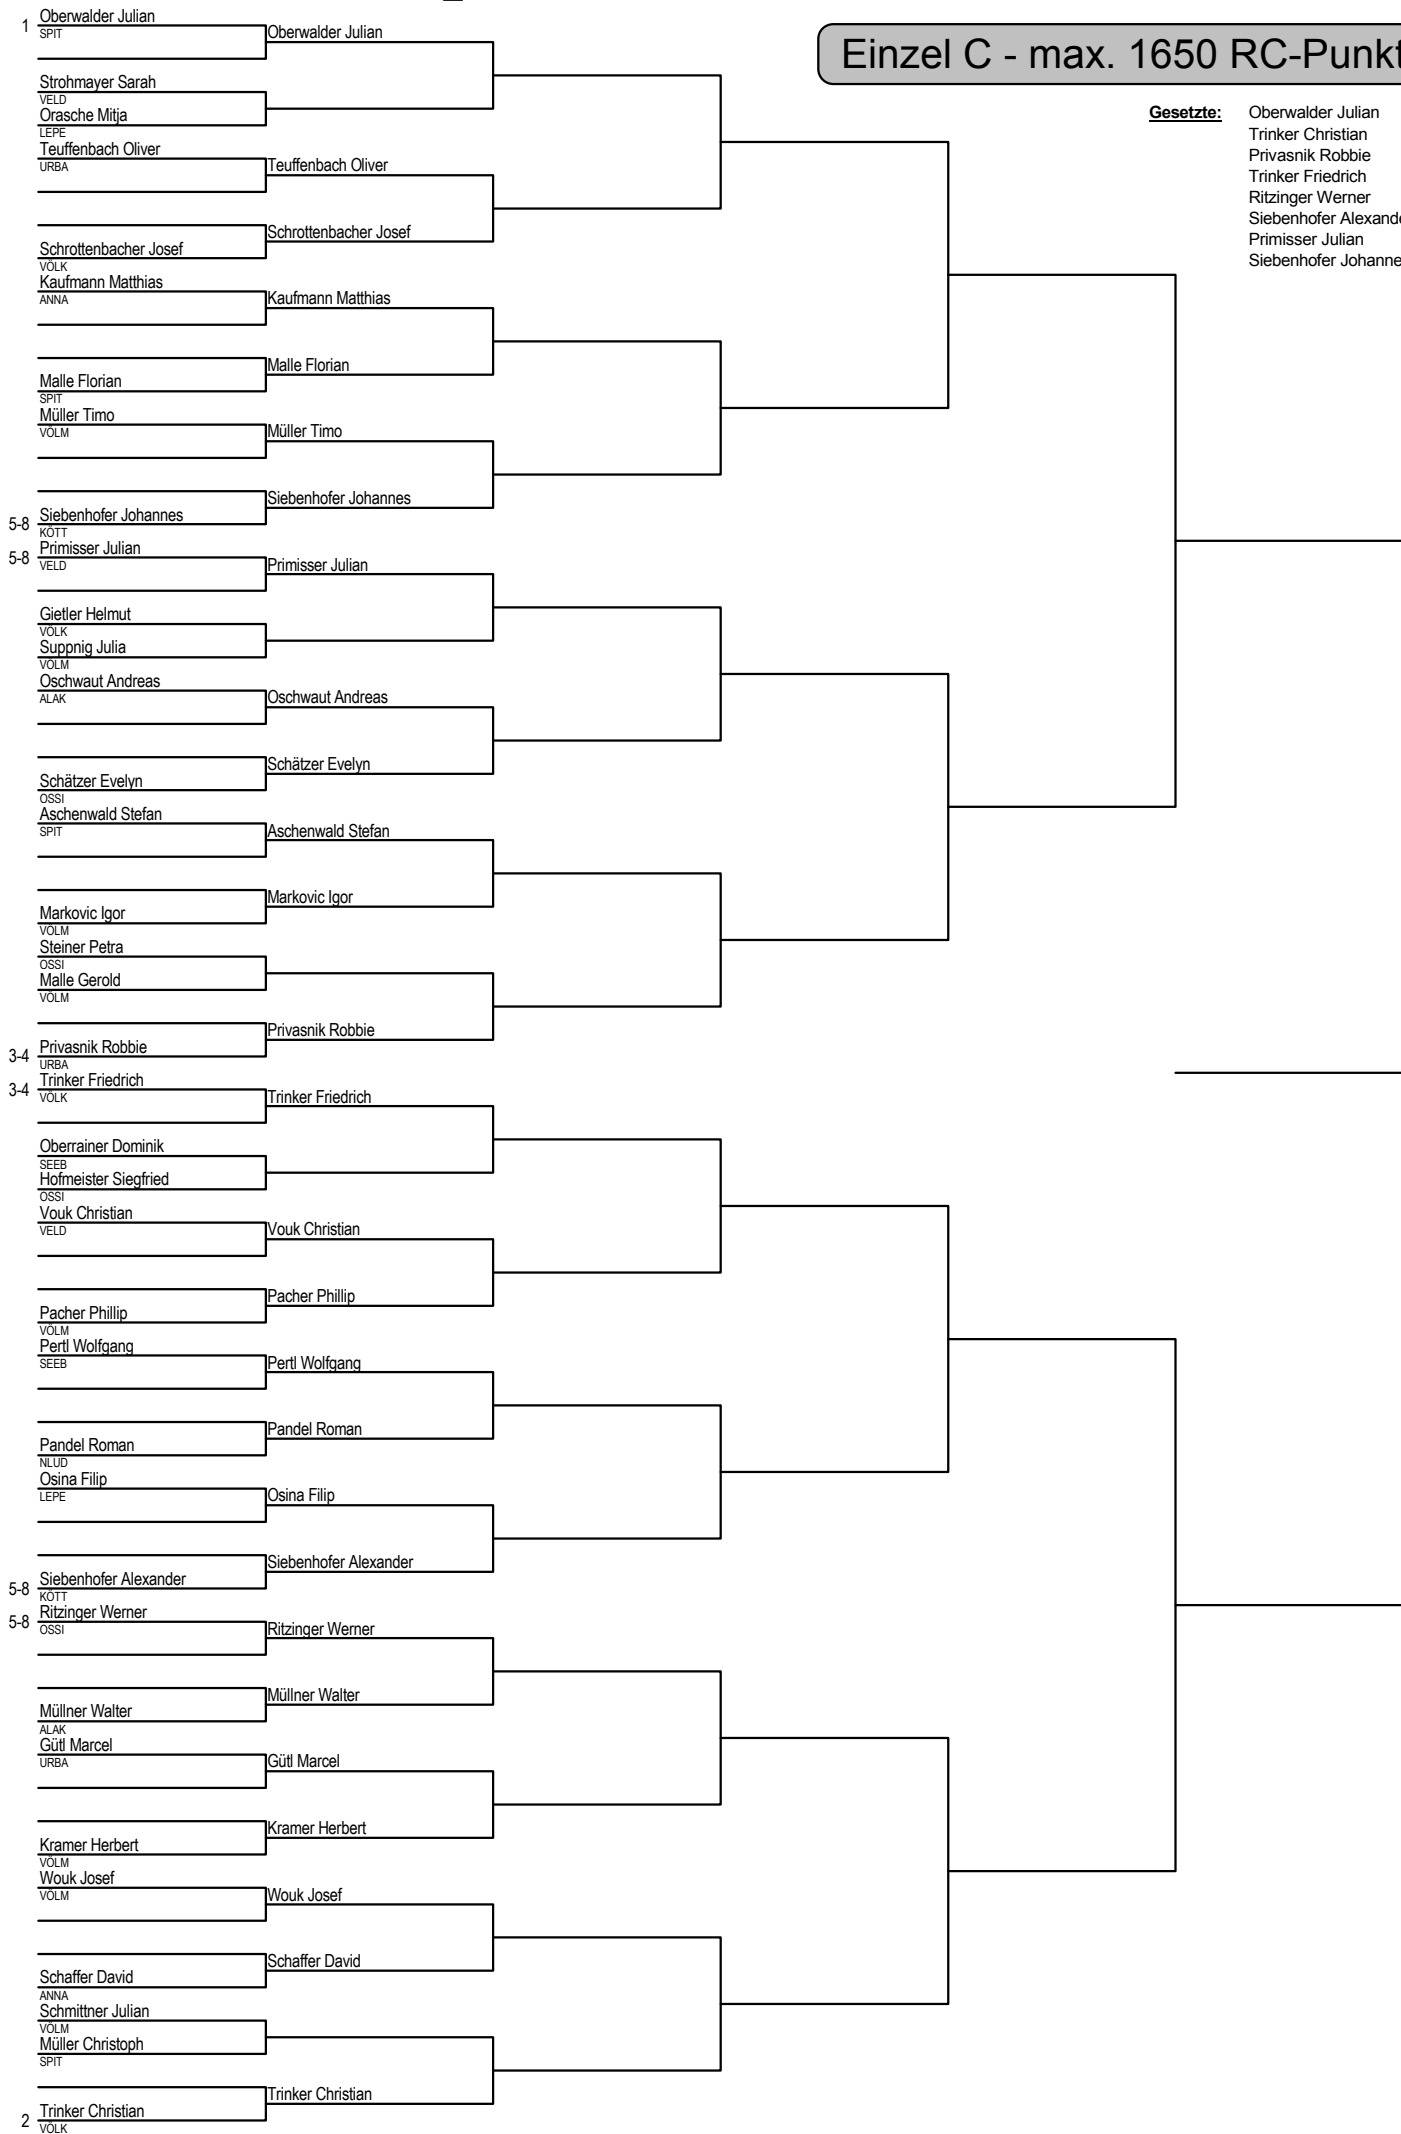 Einzel C - max. 1650 RC-Punkt
Gesetzte:
Oberwalder Julian
Trinker Christian
Privasnik Robbie
Trinker Friedrich
Ritzinger Werner
Siebenhofer Alexande
Primisser Julian
Siebenhofer Johanne
1 Oberwalder Julian
SPIT
Oberwalder Julian
Strohmayer Sarah
VELD
Orasche Mitja
LEPE
Teuffenbach Oliver
URBA
Teuffenbach Oliver
Schrottenbacher Josef
Schrottenbacher Josef
VÖLK
Kaufmann Matthias
ANNA
Kaufmann Matthias
Malle Florian
Malle Florian
SPIT
Müller Timo
VÖLM
Müller Timo
Siebenhofer Johannes
5-8 Siebenhofer Johannes
KÖTT
5-8 Primisser Julian
VELD
Primisser Julian
Gietler Helmut
VÖLK
Suppnig Julia
VÖLM
Oschwaut Andreas
ALAK
Oschwaut Andreas
Schätzer Evelyn
Schätzer Evelyn
OSSI
Aschenwald Stefan
SPIT
Aschenwald Stefan
Markovic Igor
Markovic Igor
VÖLM
Steiner Petra
OSSI
Malle Gerold
VÖLM
Privasnik Robbie
3-4 Privasnik Robbie
URBA
3-4 Trinker Friedrich
VÖLK
Trinker Friedrich
Oberrainer Dominik
SEEB
Hofmeister Siegfried
OSSI
Vouk Christian
VELD
Vouk Christian
Pacher Phillip
Pacher Phillip
VÖLM
Pertl Wolfgang
SEEB
Pertl Wolfgang
Pandel Roman
Pandel Roman
NLUD
Osina Filip
LEPE
Osina Filip
Siebenhofer Alexander
5-8 Siebenhofer Alexander
KÖTT
5-8 Ritzinger Werner
OSSI
Ritzinger Werner
Müllner Walter
Müllner Walter
ALAK
Gütl Marcel
URBA
Gütl Marcel
Kramer Herbert
Kramer Herbert
VÖLM
Wouk Josef
VÖLM
Wouk Josef
Schaffer David
Schaffer David
ANNA
Schmittner Julian
VÖLM
Müller Christoph
SPIT
Trinker Christian
2 Trinker Christian
VÖLK